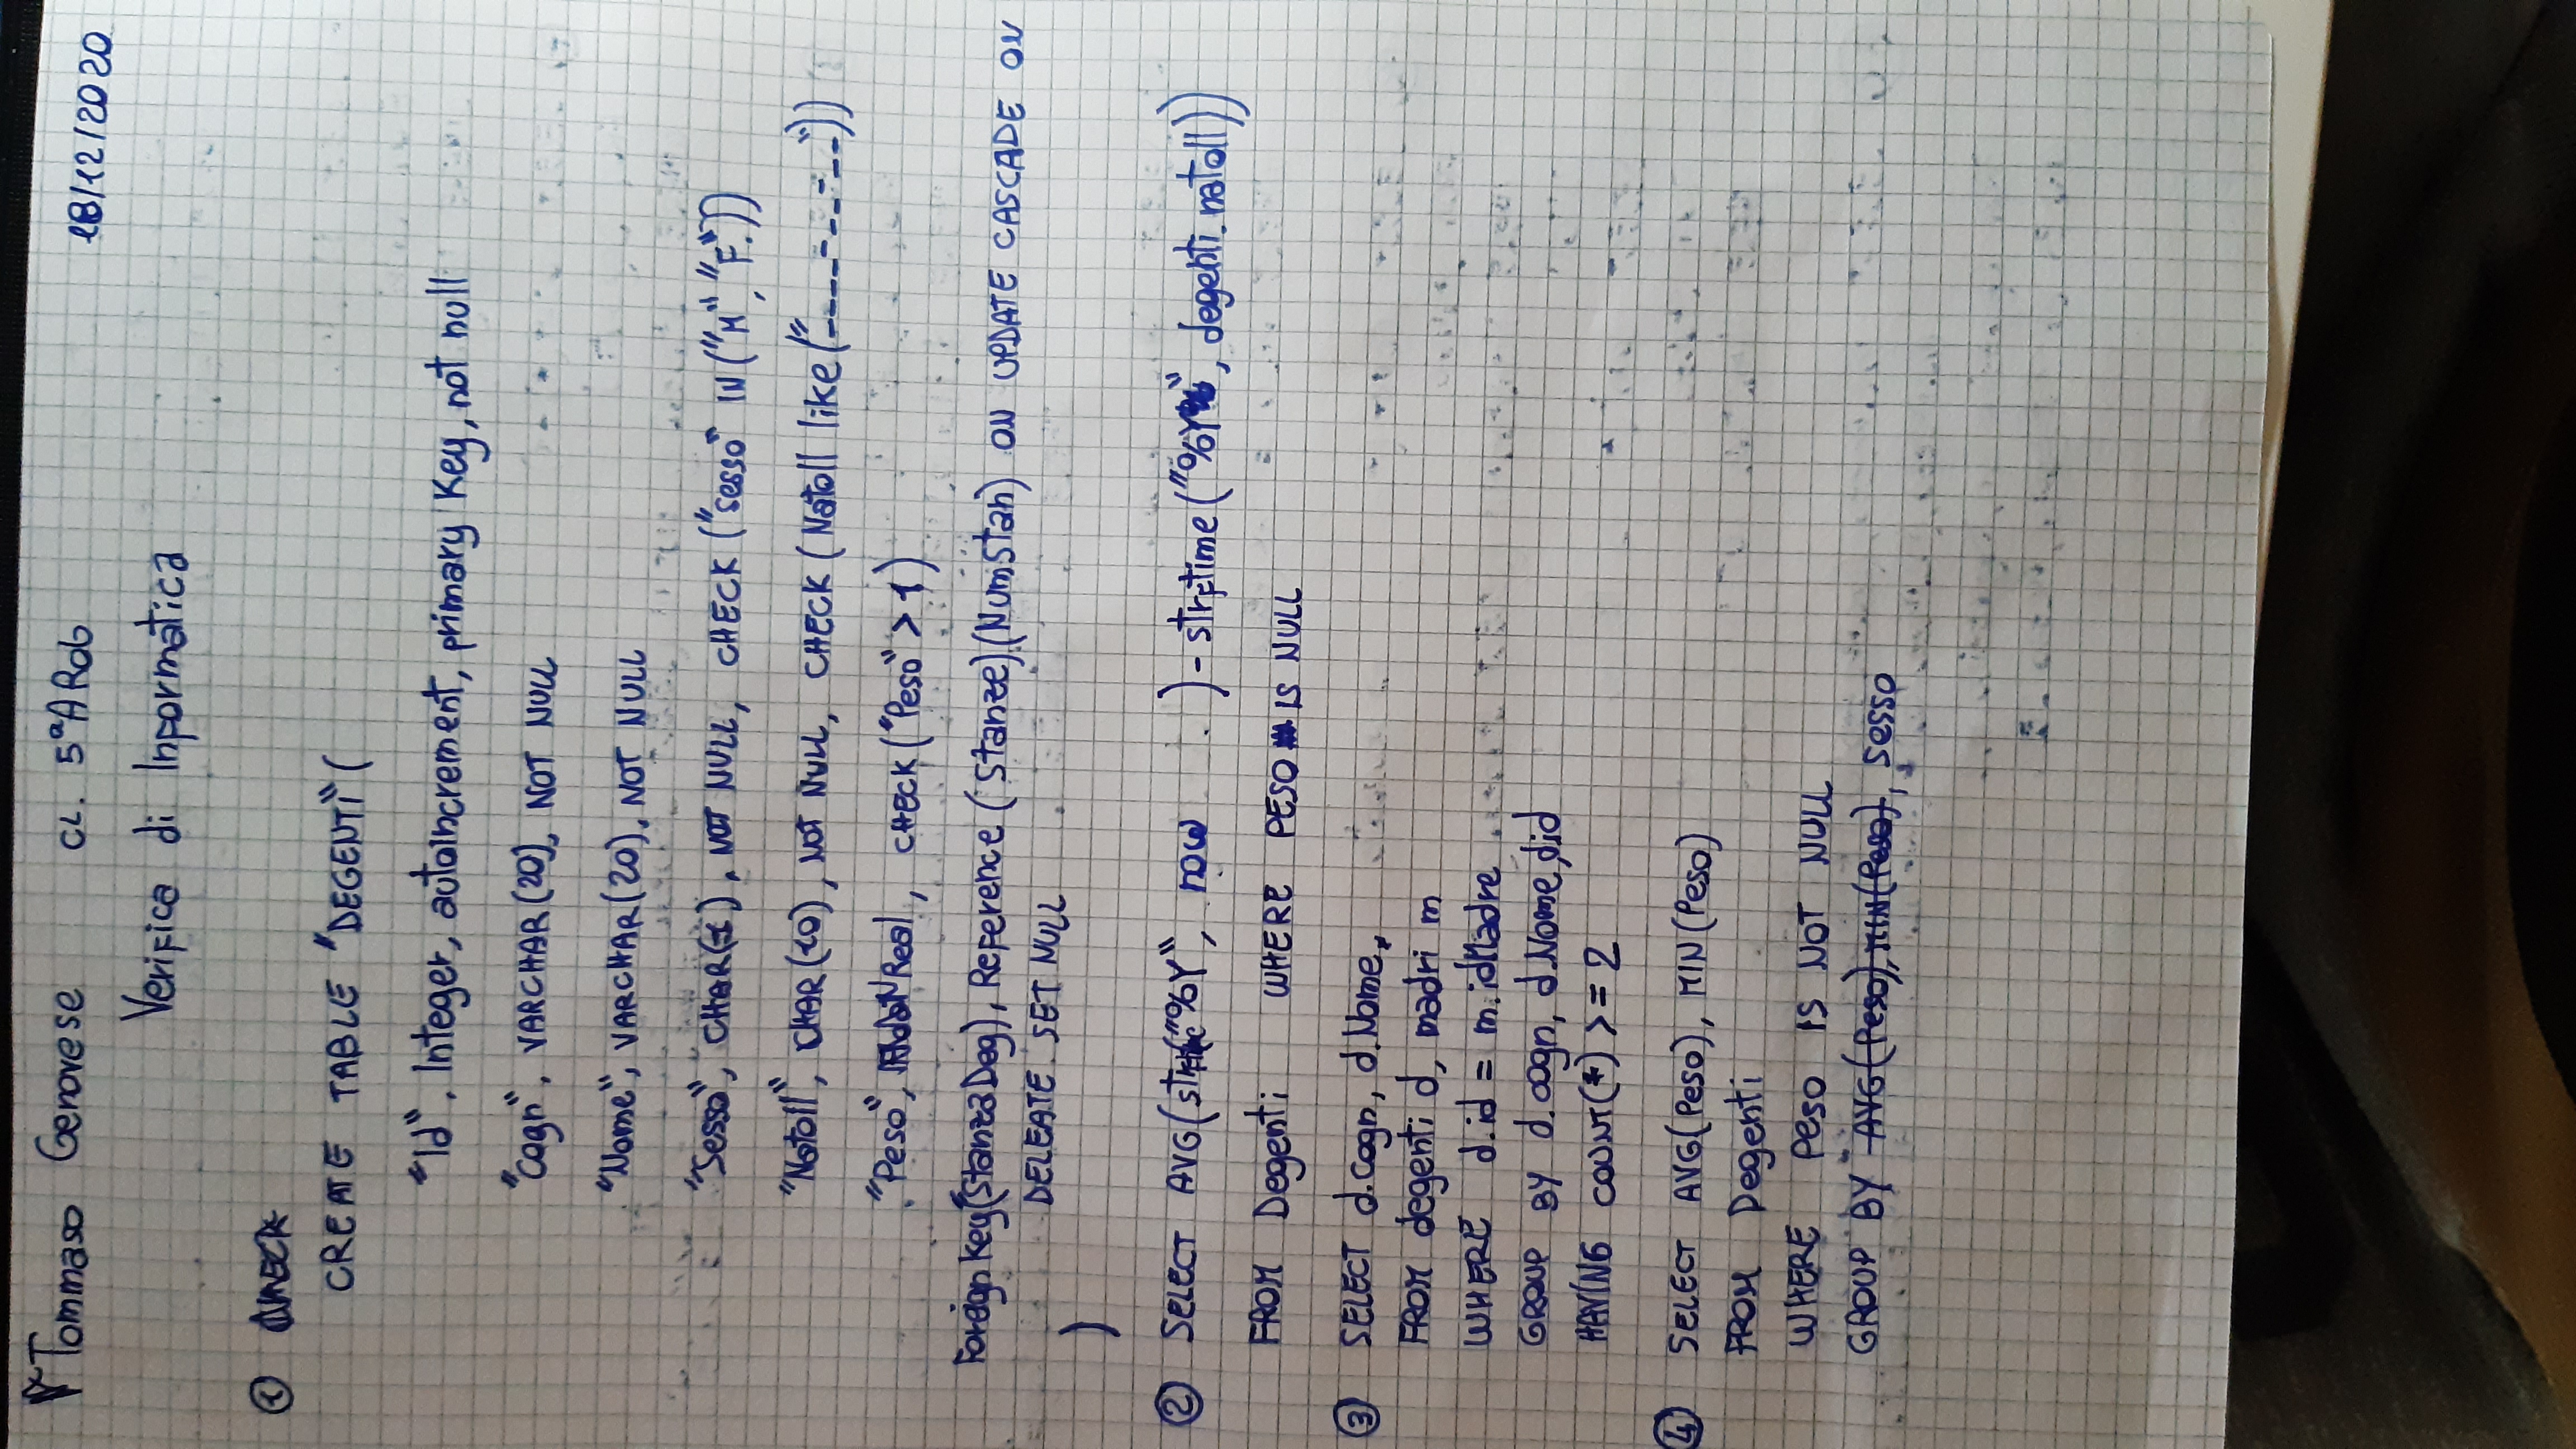 Tommaso Genovese CL. 5ªA Rob 18/12/2020
Verifica di Informatica
①
CREATE TABLE "DEGENTI" (
"Id", Integer, autoincrement, primary Key, not null
"Cogn", VARCHAR(20), NOT NULL
"Nome", VARCHAR(20), NOT NULL
"Sesso", CHAR(1), NOT NULL, CHECK ("sesso" IN ("M", "F"))
"NatoIl", CHAR(10), NOT NULL, CHECK (NatoIl like ("____-__-__"))
"Peso", Real, CHECK ("Peso" > 1)
Foreign Key (StanzaDeg), Reference (Stanze) (NumStan) ON UPDATE CASCADE ON
DELEATE SET NULL
)
② SELECT AVG( ("%Y", now ) - strftime ("%Y", degenti.natoIl))
FROM Degenti WHERE PESO IS NULL
③ SELECT d.cogn, d.Nome,
FROM degenti d, madri m
WHERE d.id = m.idMadre
GROUP BY d.cogn, d.Nome, d.id
HAVING COUNT(*) >= 2
④ SELECT AVG(Peso), MIN(Peso)
FROM Degenti
WHERE peso IS NOT NULL
GROUP BY AVG(Peso), MIN(Peso), sesso